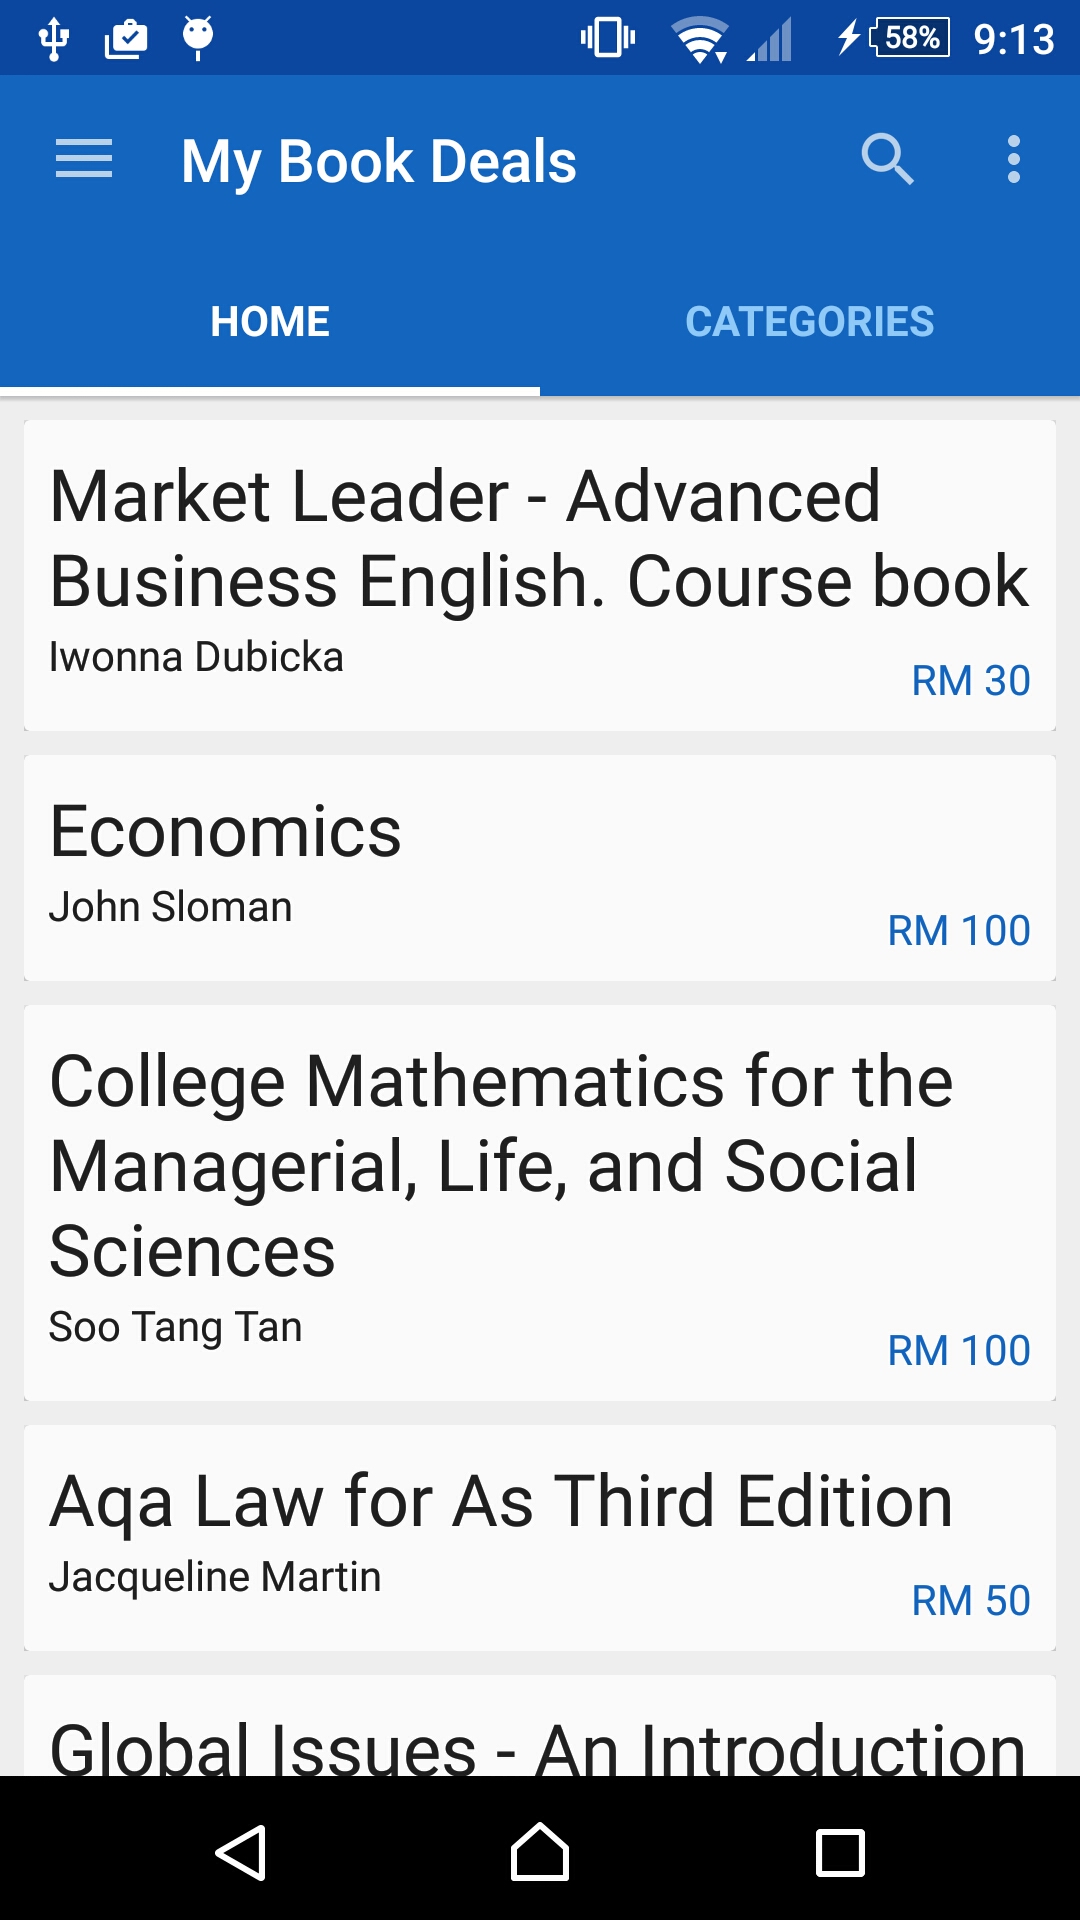 58% 9:13
My Book Deals
HOME CATEGORIES
Market Leader - Advanced
Business English. Course book
Iwonna Dubicka
RM 30
Economics
John Sloman
RM 100
College Mathematics for the
Managerial, Life, and Social
Sciences
Soo Tang Tan
RM 100
Aqa Law for As Third Edition
Jacqueline Martin
RM 50
Global Issues - An Introduction